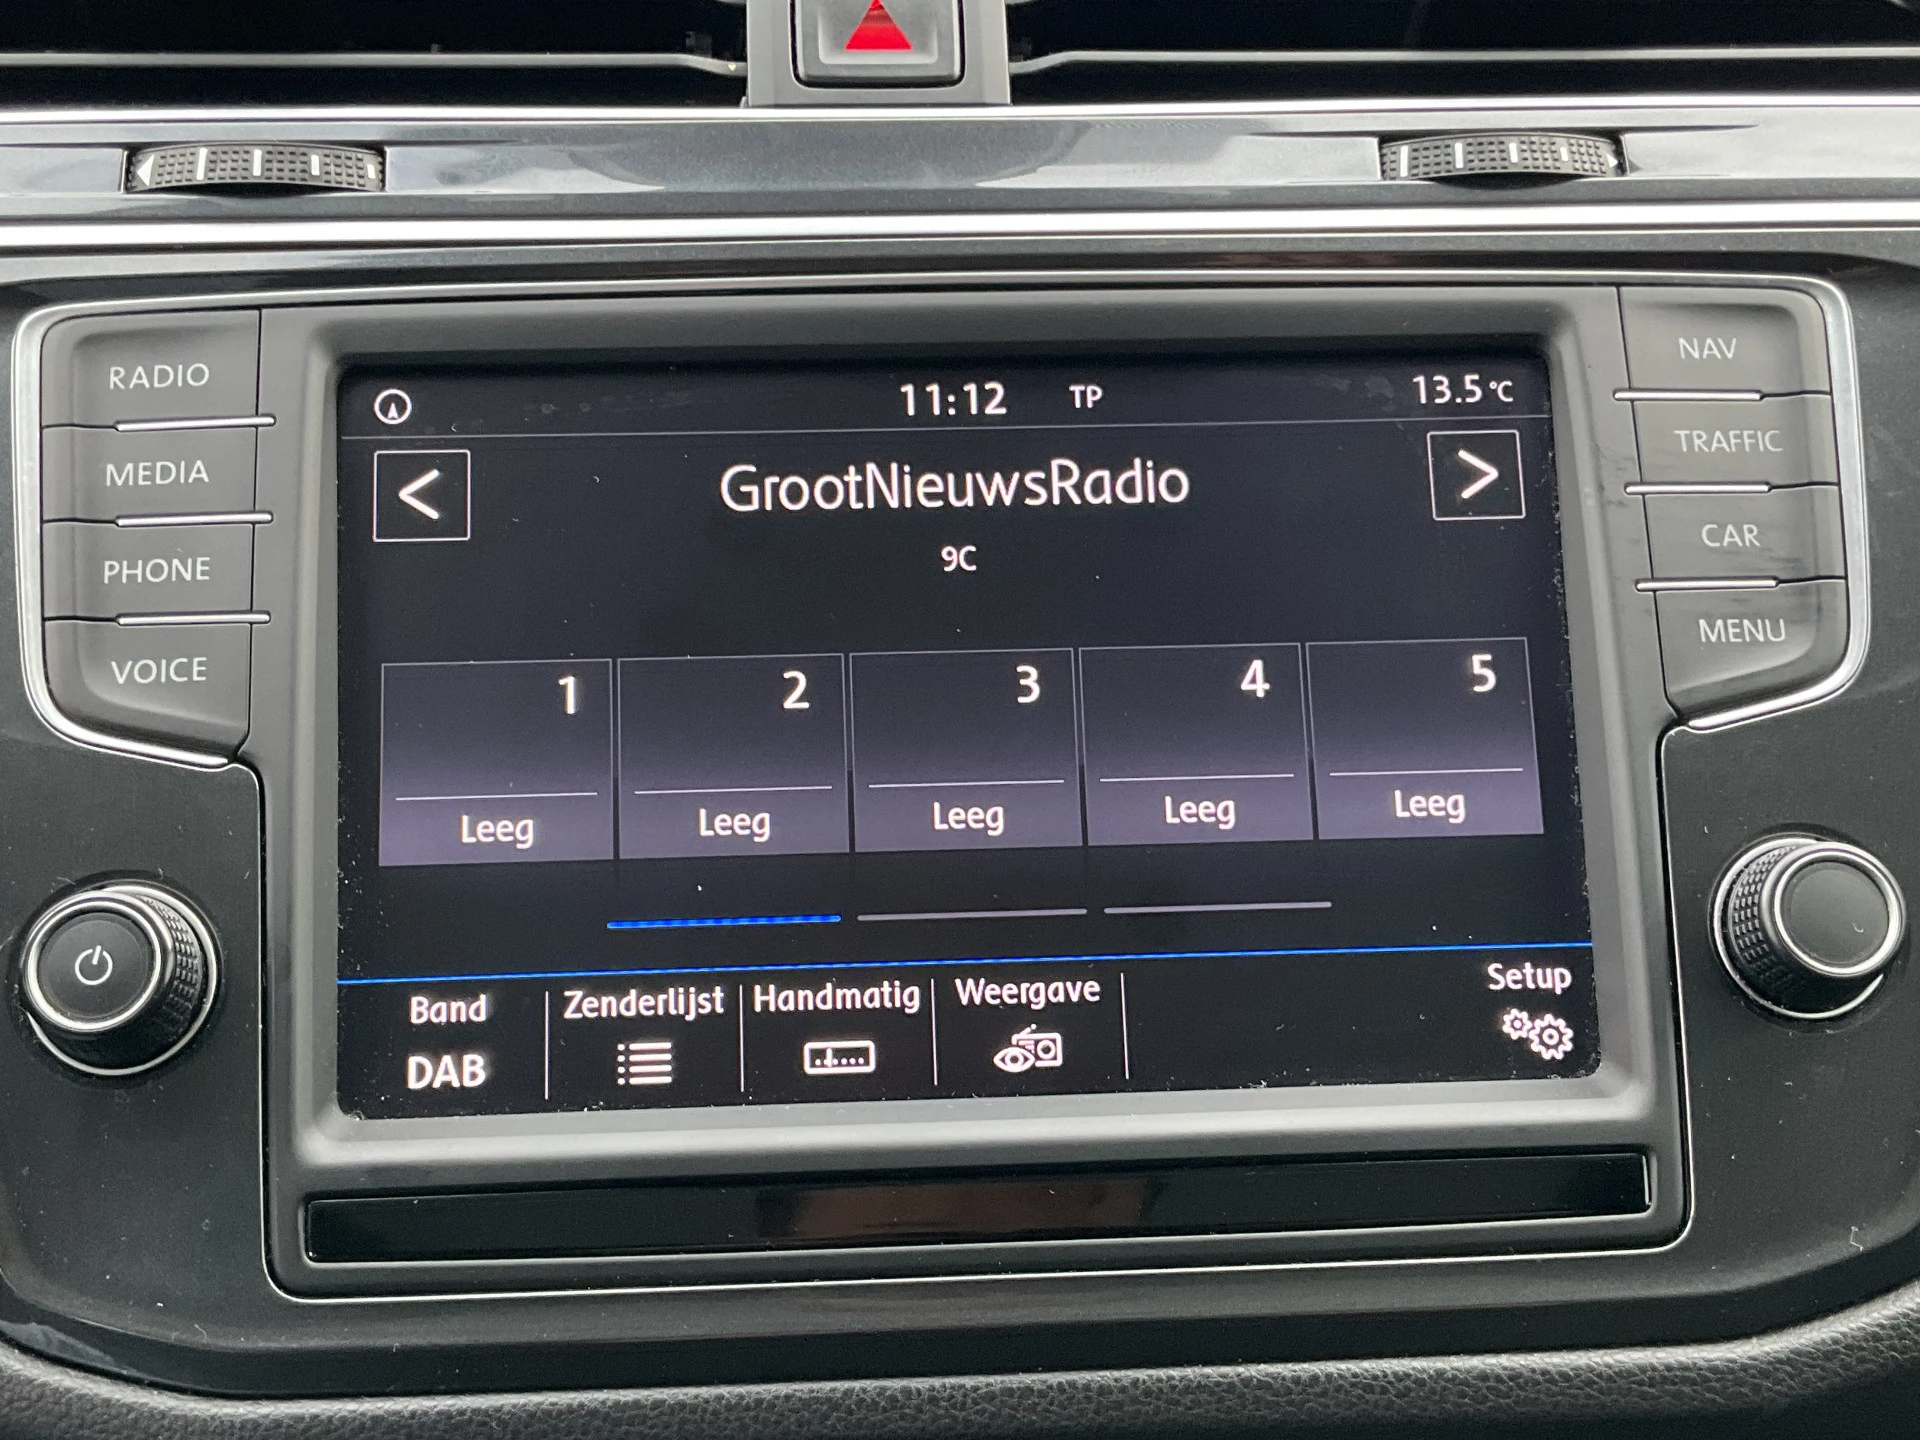 RADIO
MEDIA
PHONE
VOICE
11:12 TP 13.5 °C
< GrootNieuwsRadio >
9C
1 2 3 4 5
Leeg Leeg Leeg Leeg Leeg
Band Zenderlijst Handmatig Weergave Setup
DAB
NAV
TRAFFIC
CAR
MENU